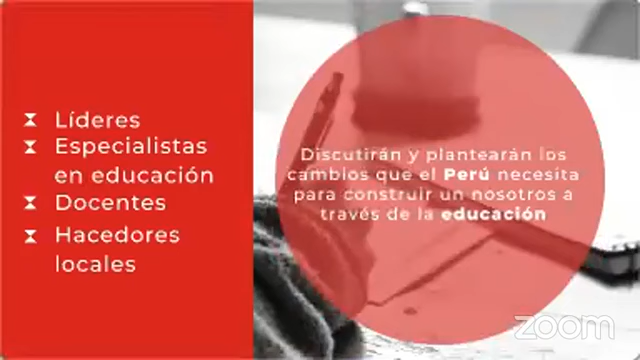 Líderes
Especialistas
en educación
Docentes
Hacedores
locales
Discutirán y plantearán los
cambios que el Perú necesita
para construir un nosotros a
través de la educación
zoom